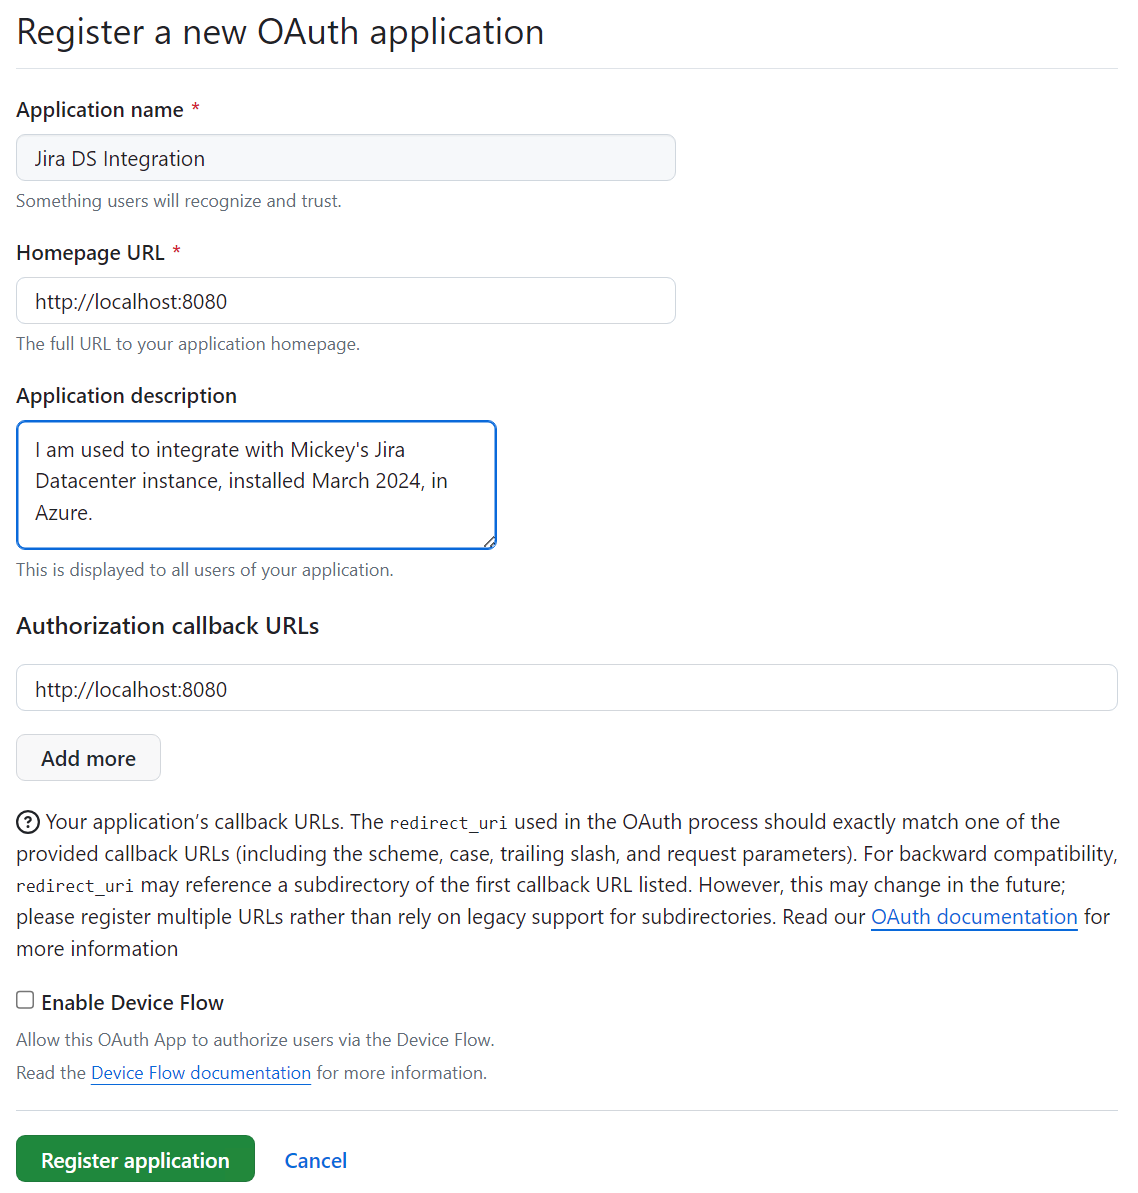 Register a new OAuth application
Application name *
Jira DS Integration
Something users will recognize and trust.
Homepage URL *
http://localhost:8080
The full URL to your application homepage.
Application description
I am used to integrate with Mickey's Jira
Datacenter instance, installed March 2024, in
Azure.
This is displayed to all users of your application.
Authorization callback URLs
http://localhost:8080
Add more
Your application’s callback URLs. The redirect_uri used in the OAuth process should exactly match one of the
provided callback URLs (including the scheme, case, trailing slash, and request parameters). For backward compatibility,
redirect_uri may reference a subdirectory of the first callback URL listed. However, this may change in the future;
please register multiple URLs rather than rely on legacy support for subdirectories. Read our OAuth documentation for
more information
Enable Device Flow
Allow this OAuth App to authorize users via the Device Flow.
Read the Device Flow documentation for more information.
Register application Cancel